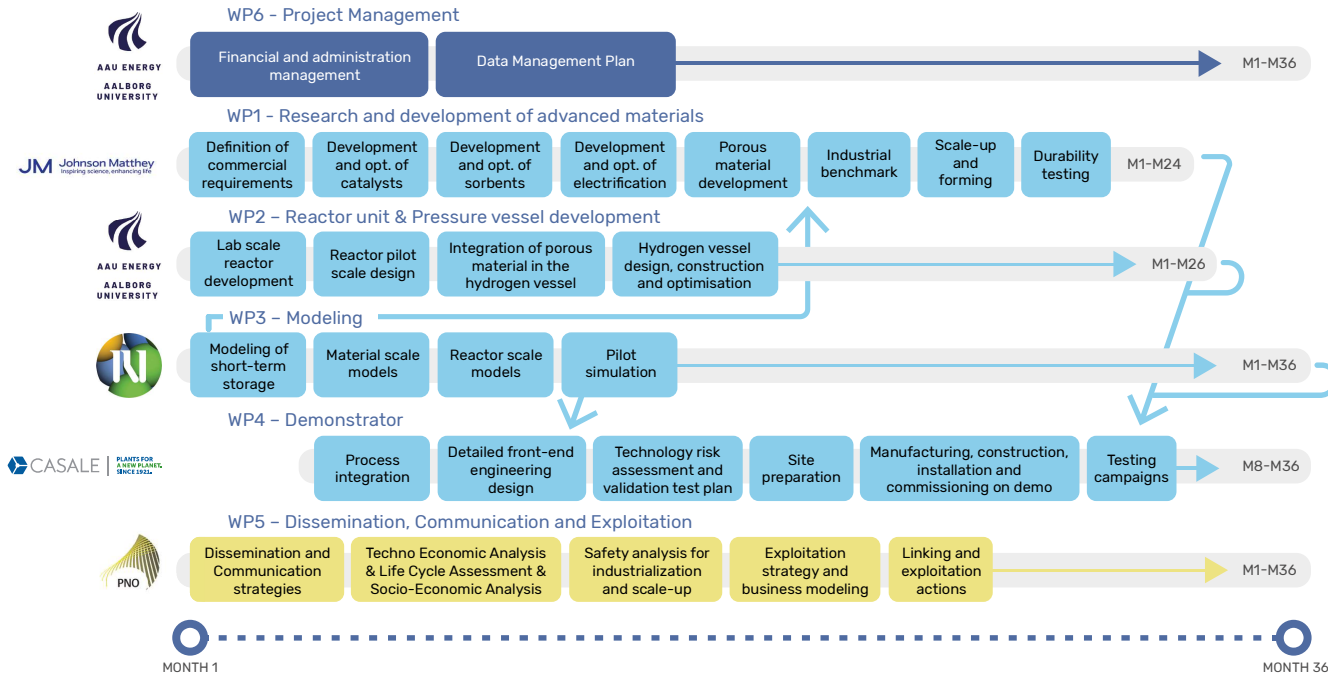 WP6 - Project Management
AAU ENERGY
AALBORG
UNIVERSITY
Financial and administration
management
Data Management Plan
M1-M36
WP1 - Research and development of advanced materials
JM
Johnson Matthey
Inspiring science, enhancing life
Definition of
commercial
requirements
Development
and opt. of
catalysts
Development
and opt. of
sorbents
Development
and opt. of
electrification
Porous
material
development
Industrial
benchmark
Scale-up
and
forming
Durability
testing
M1-M24
WP2 – Reactor unit & Pressure vessel development
AAU ENERGY
AALBORG
UNIVERSITY
Lab scale
reactor
development
Reactor pilot
scale design
Integration of porous
material in the
hydrogen vessel
Hydrogen vessel
design, construction
and optimisation
M1-M26
WP3 – Modeling
N
Modeling of
short-term
storage
Material scale
models
Reactor scale
models
Pilot
simulation
M1-M36
WP4 – Demonstrator
CASALE
PLANTS FOR
A NEW PLANET.
SINCE 1921.
Process
integration
Detailed front-end
engineering
design
Technology risk
assessment and
validation test plan
Site
preparation
Manufacturing, construction,
installation and
commissioning on demo
Testing
campaigns
M8-M36
WP5 – Dissemination, Communication and Exploitation
PNO
Dissemination and
Communication
strategies
Techno Economic Analysis
& Life Cycle Assessment &
Socio-Economic Analysis
Safety analysis for
industrialization
and scale-up
Exploitation
strategy and
business modeling
Linking and
exploitation
actions
M1-M36
MONTH 1
MONTH 36